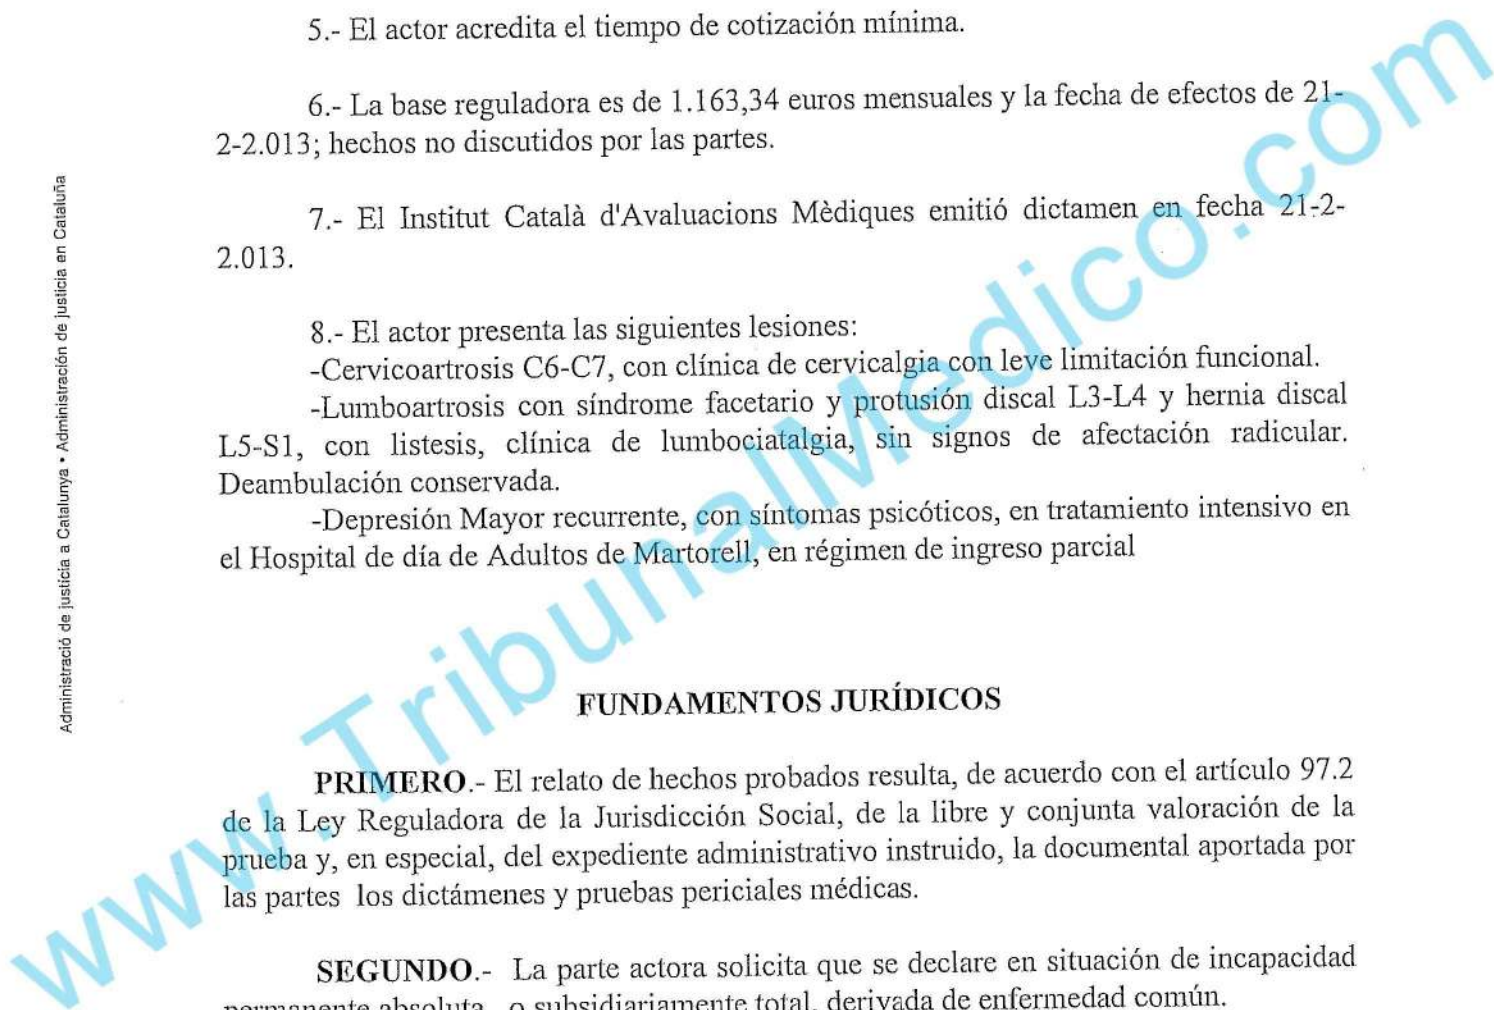 5.- El actor acredita el tiempo de cotización mínima.
6.- La base reguladora es de 1.163,34 euros mensuales y la fecha de efectos de 21-
2-2.013; hechos no discutidos por las partes.
7.- El Institut Català d'Avaluacions Mèdiques emitió dictamen en fecha 21-2-
2.013.
8.- El actor presenta las siguientes lesiones:
-Cervicoartrosis C6-C7, con clínica de cervicalgia con leve limitación funcional.
-Lumboartrosis con síndrome facetario y protusión discal L3-L4 y hernia discal
L5-S1, con listesis, clínica de lumbociatalgia, sin signos de afectación radicular.
Deambulación conservada.
-Depresión Mayor recurrente, con síntomas psicóticos, en tratamiento intensivo en
el Hospital de día de Adultos de Martorell, en régimen de ingreso parcial
FUNDAMENTOS JURÍDICOS
PRIMERO.- El relato de hechos probados resulta, de acuerdo con el artículo 97.2
de la Ley Reguladora de la Jurisdicción Social, de la libre y conjunta valoración de la
prueba y, en especial, del expediente administrativo instruido, la documental aportada por
las partes los dictámenes y pruebas periciales médicas.
SEGUNDO.- La parte actora solicita que se declare en situación de incapacidad
permanente absoluta o subsidiariamente total, derivada de enfermedad común.
Administració de justícia a Catalunya • Administración de justicia en Cataluña
www.TribunalMedico.com